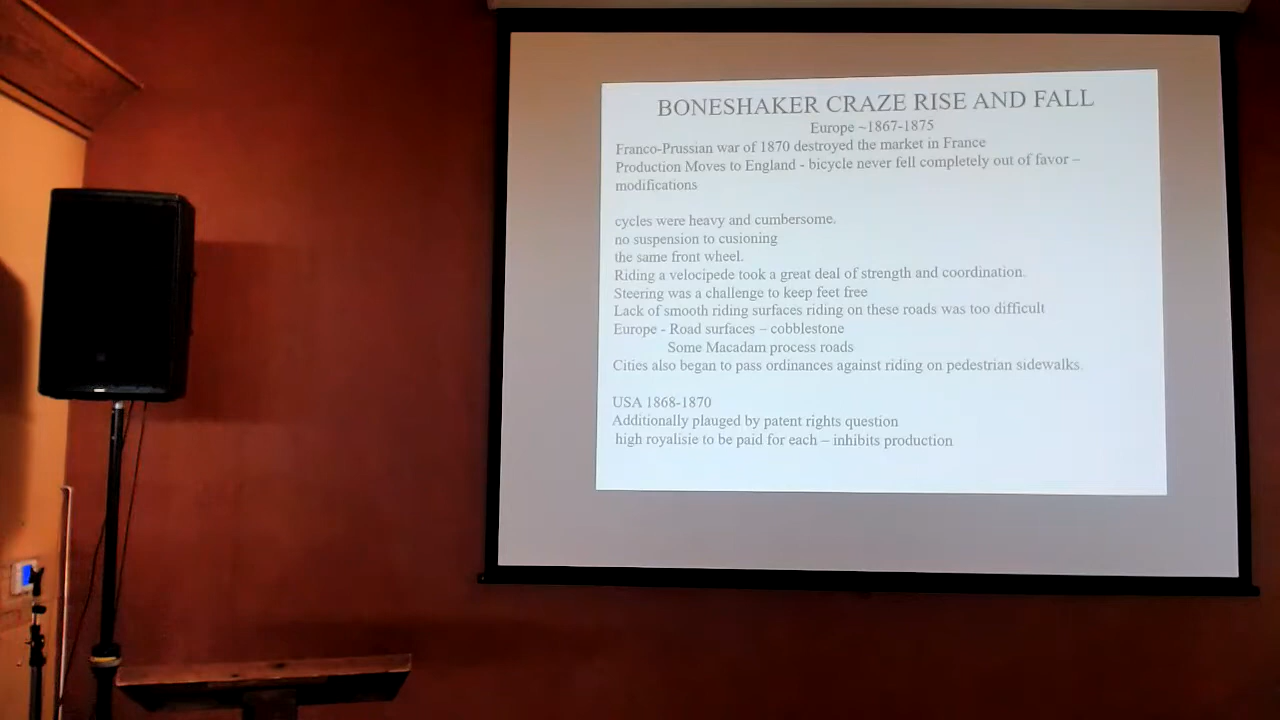 BONESHAKER CRAZE RISE AND FALL
Europe ~1867-1875
Franco-Prussian war of 1870 destroyed the market in France
Production Moves to England - bicycle never fell completely out of favor –
modifications
cycles were heavy and cumbersome.
no suspension to cusioning
the same front wheel.
Riding a velocipede took a great deal of strength and coordination.
Steering was a challenge to keep feet free
Lack of smooth riding surfaces riding on these roads was too difficult
Europe - Road surfaces – cobblestone
Some Macadam process roads
Cities also began to pass ordinances against riding on pedestrian sidewalks.
USA 1868-1870
Additionally plauged by patent rights question
high royalisie to be paid for each – inhibits production